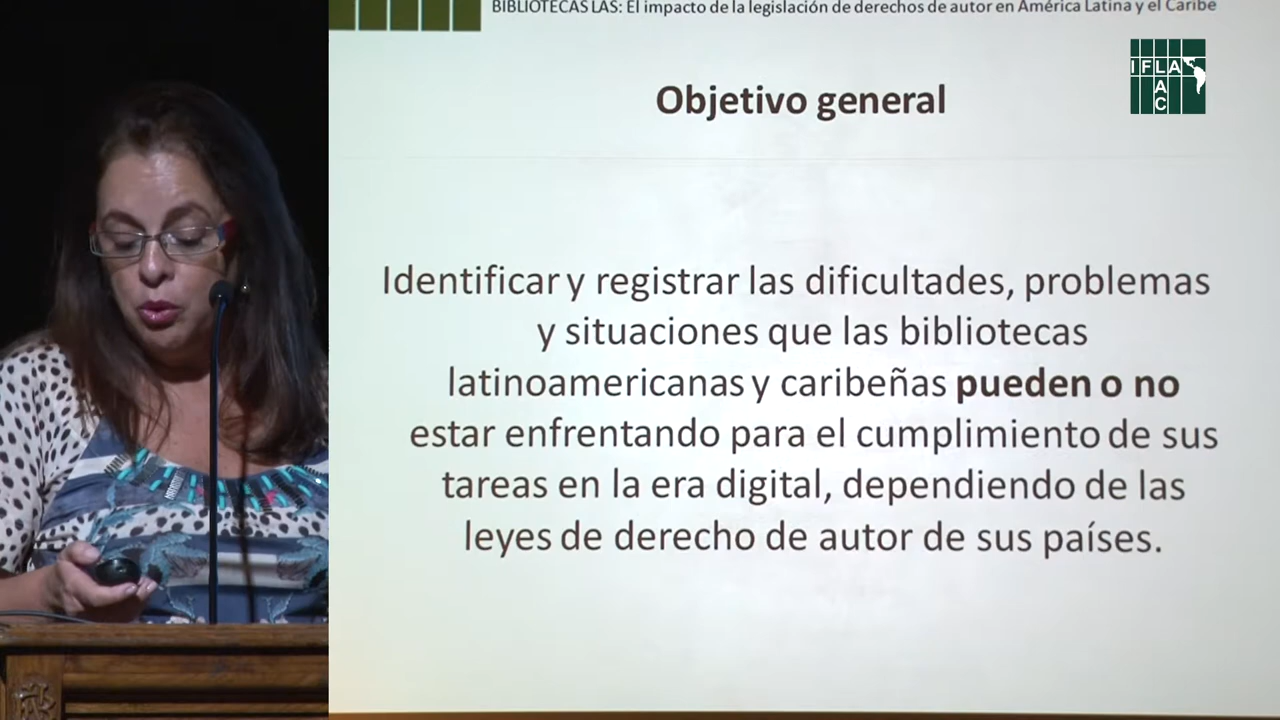 BIBLIOTECAS LAS: El impacto de la legislación de derechos de autor en América Latina y el Caribe
IFLA
LAC
Objetivo general
Identificar y registrar las dificultades, problemas
y situaciones que las bibliotecas
latinoamericanas y caribeñas pueden o no
estar enfrentando para el cumplimiento de sus
tareas en la era digital, dependiendo de las
leyes de derecho de autor de sus países.